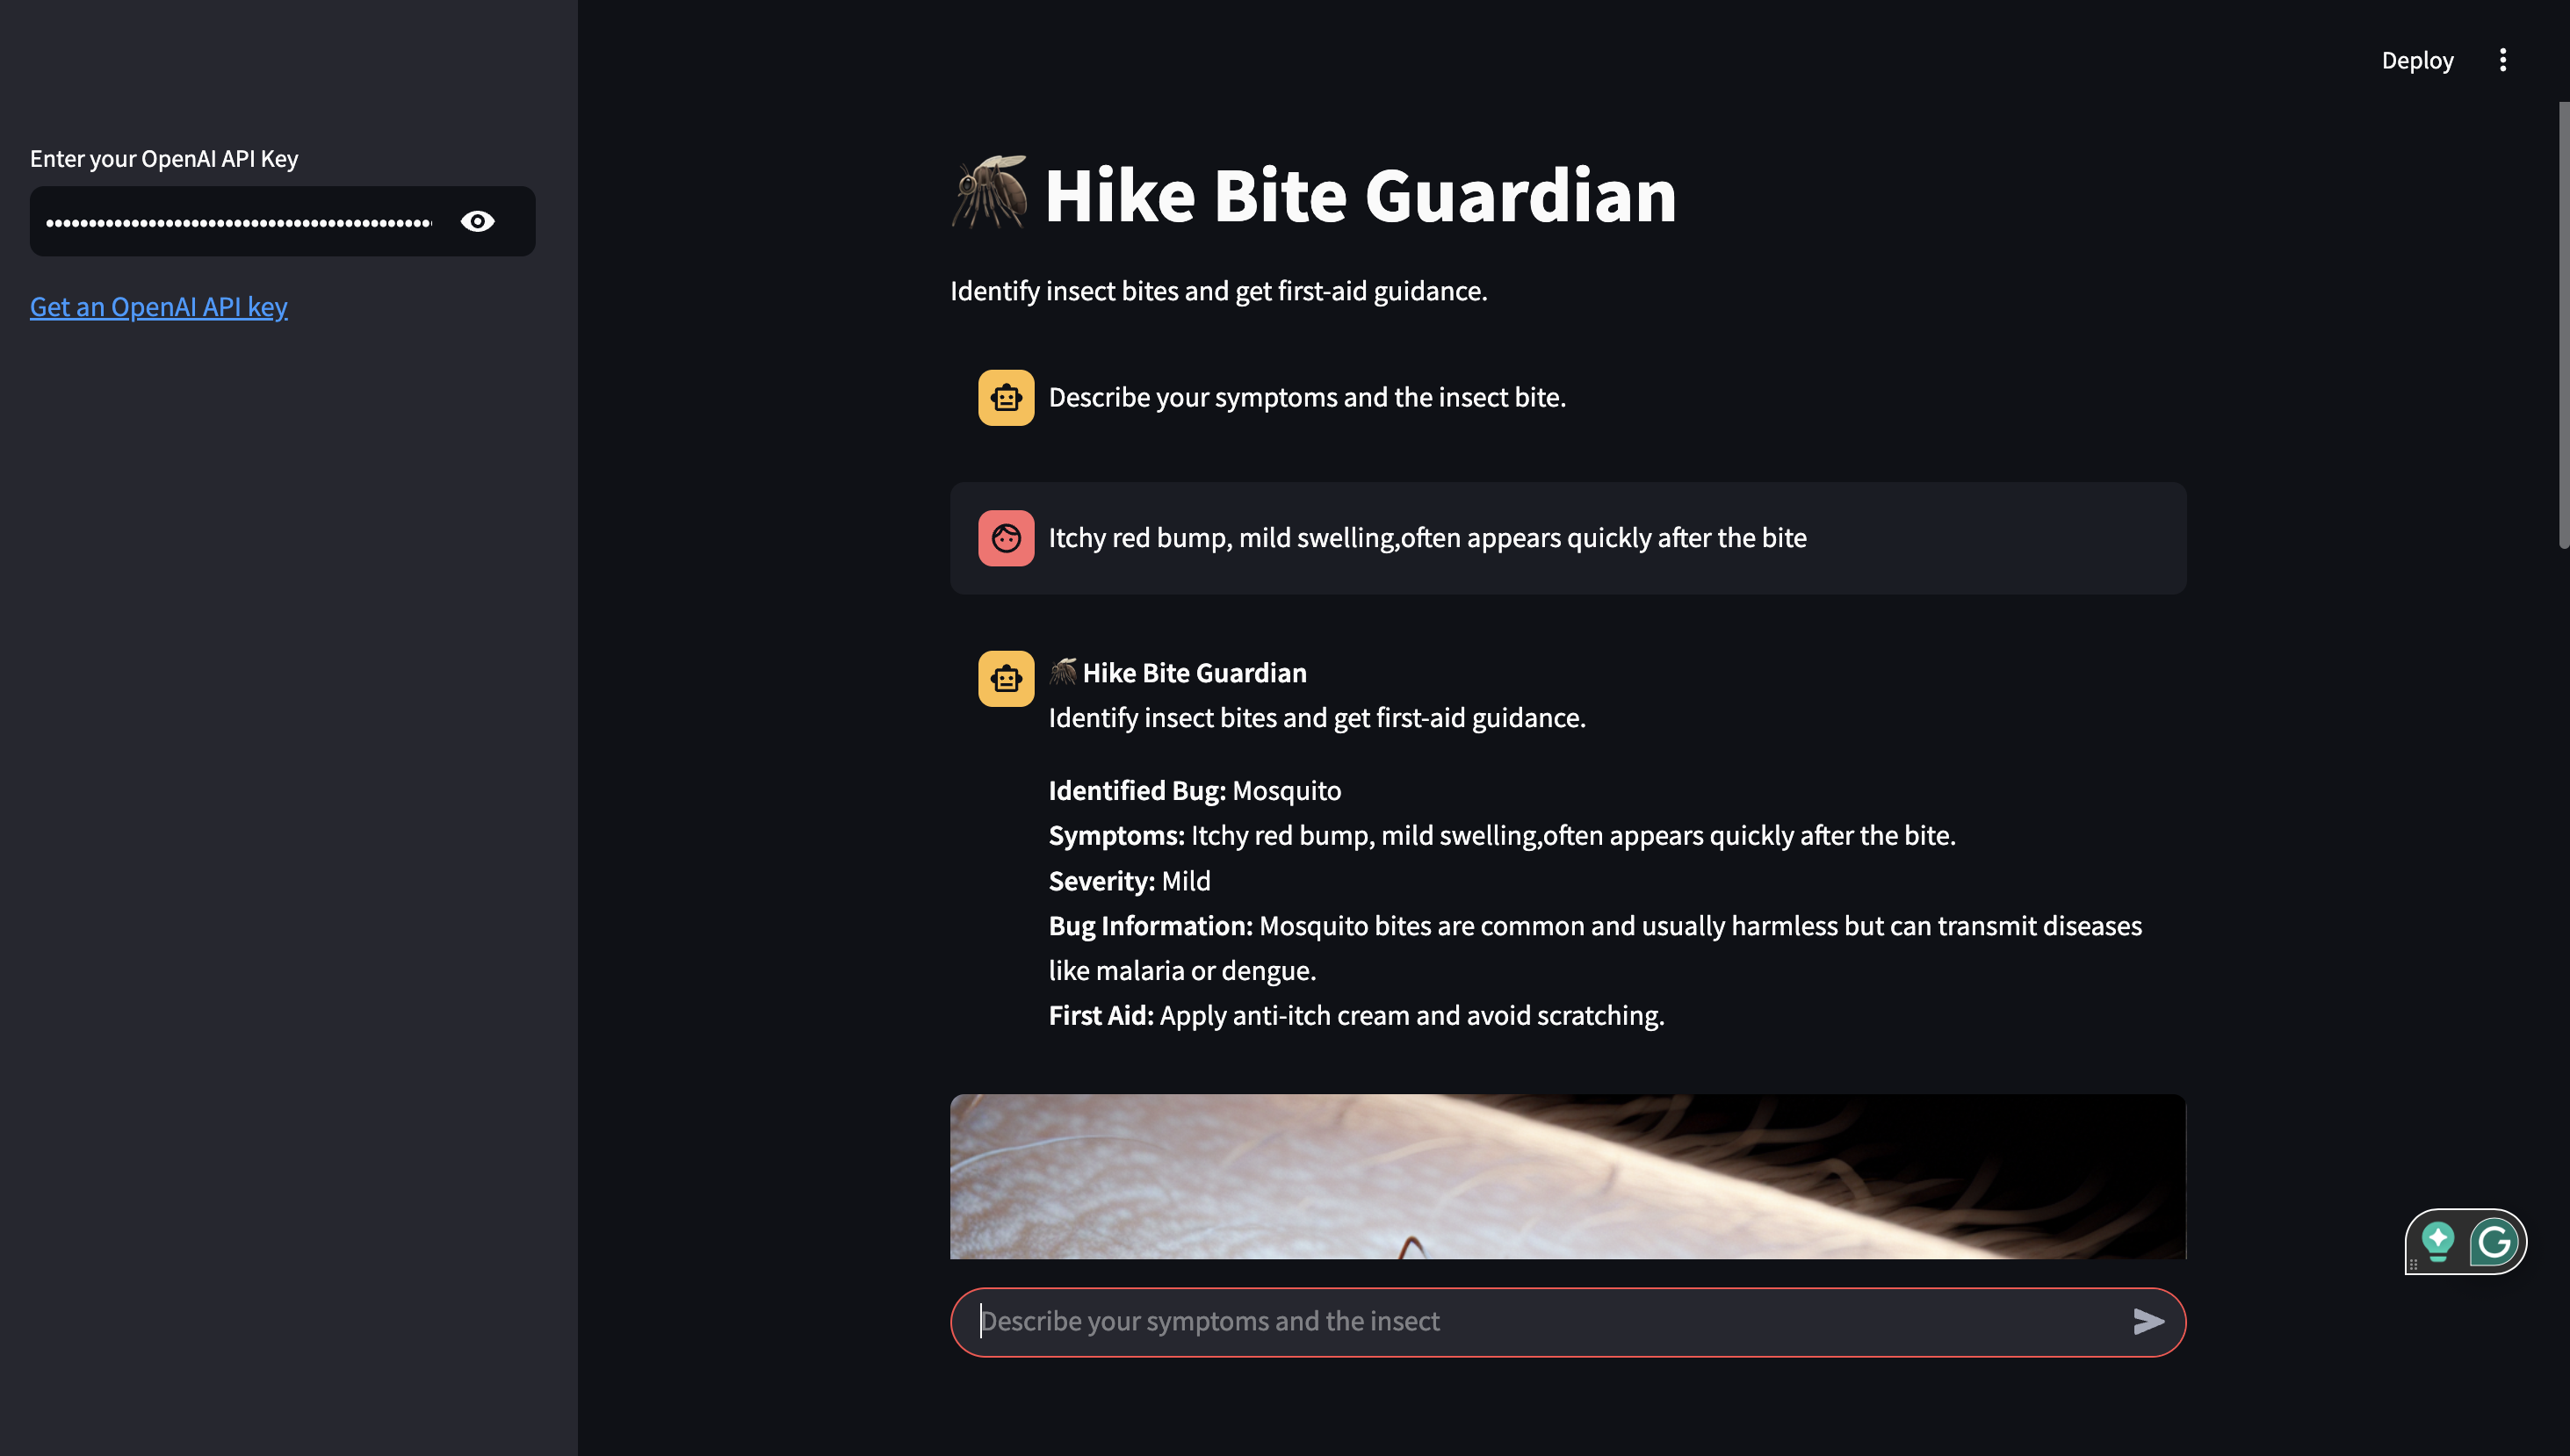 Deploy
Enter your OpenAI API Key
Get an OpenAI API key
Hike Bite Guardian
Identify insect bites and get first-aid guidance.
Describe your symptoms and the insect bite.
Itchy red bump, mild swelling,often appears quickly after the bite
Hike Bite Guardian
Identify insect bites and get first-aid guidance.
Identified Bug: Mosquito
Symptoms: Itchy red bump, mild swelling,often appears quickly after the bite.
Severity: Mild
Bug Information: Mosquito bites are common and usually harmless but can transmit diseases
like malaria or dengue.
First Aid: Apply anti-itch cream and avoid scratching.
Describe your symptoms and the insect